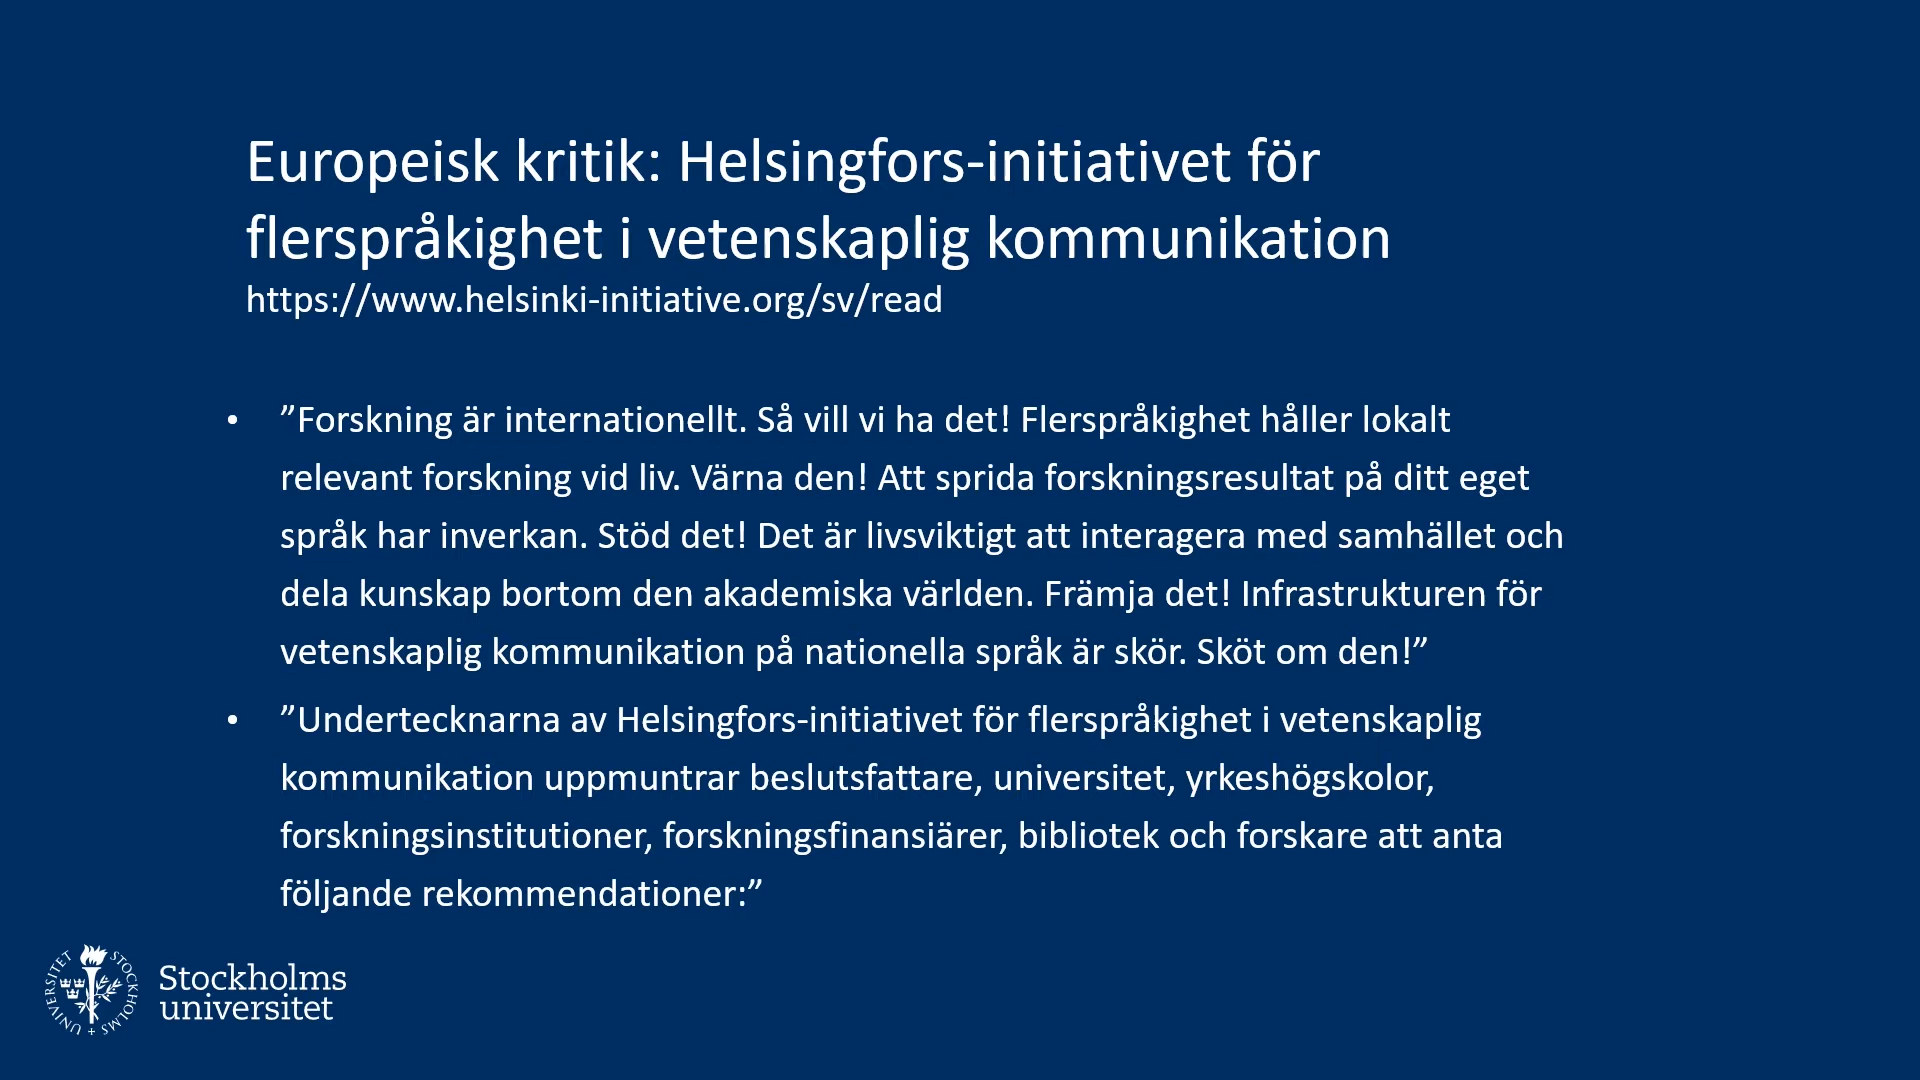 Europeisk kritik: Helsingfors-initiativet för
flerspråkighet i vetenskaplig kommunikation
https://www.helsinki-initiative.org/sv/read
• ”Forskning är internationellt. Så vill vi ha det! Flerspråkighet håller lokalt
relevant forskning vid liv. Värna den! Att sprida forskningsresultat på ditt eget
språk har inverkan. Stöd det! Det är livsviktigt att interagera med samhället och
dela kunskap bortom den akademiska världen. Främja det! Infrastrukturen för
vetenskaplig kommunikation på nationella språk är skör. Sköt om den!”
• ”Undertecknarna av Helsingfors-initiativet för flerspråkighet i vetenskaplig
kommunikation uppmuntrar beslutsfattare, universitet, yrkeshögskolor,
forskningsinstitutioner, forskningsfinansiärer, bibliotek och forskare att anta
följande rekommendationer:”
STOCKHOLMS + UNIVERSITET
Stockholms
universitet